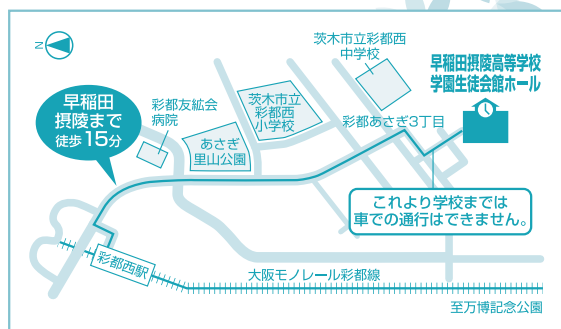 N
茨木市立彩都西
中学校
早稲田摂陵高等学校
学園生徒会館ホール
早稲田
摂陵まで
徒歩15分
彩都友紘会
病院
茨木市立
彩都西
小学校
あさぎ
里山公園
彩都あさぎ3丁目
これより学校までは
車での通行はできません。
彩都西駅
大阪モノレール彩都線
至万博記念公園